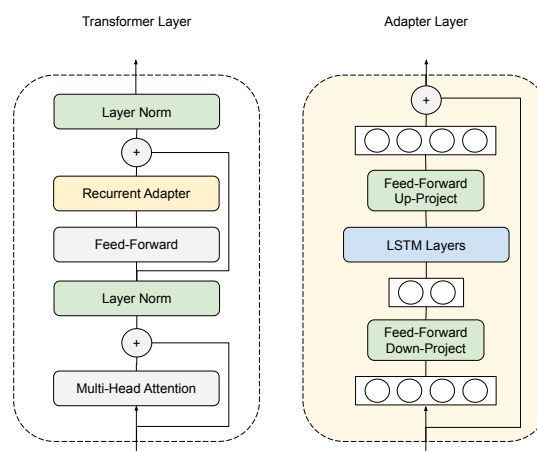 Transformer Layer
Layer Norm
+
Recurrent Adapter
Feed-Forward
Layer Norm
+
Multi-Head Attention
Adapter Layer
+
Feed-Forward
Up-Project
LSTM Layers
Feed-Forward
Down-Project